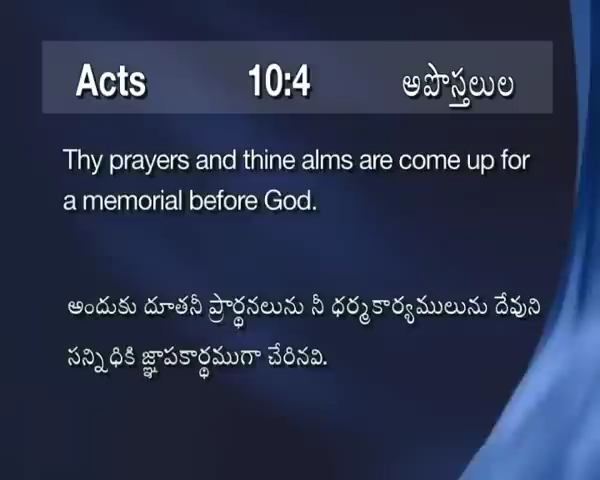 Acts 10:4 అపొస్తలుల
Thy prayers and thine alms are come up for
a memorial before God.
అందుకు దూతనీ ప్రార్థనలును నీ ధర్మకార్యములును దేవుని
సన్నిధికి జ్ఞాపకార్థముగా చేరినవి.